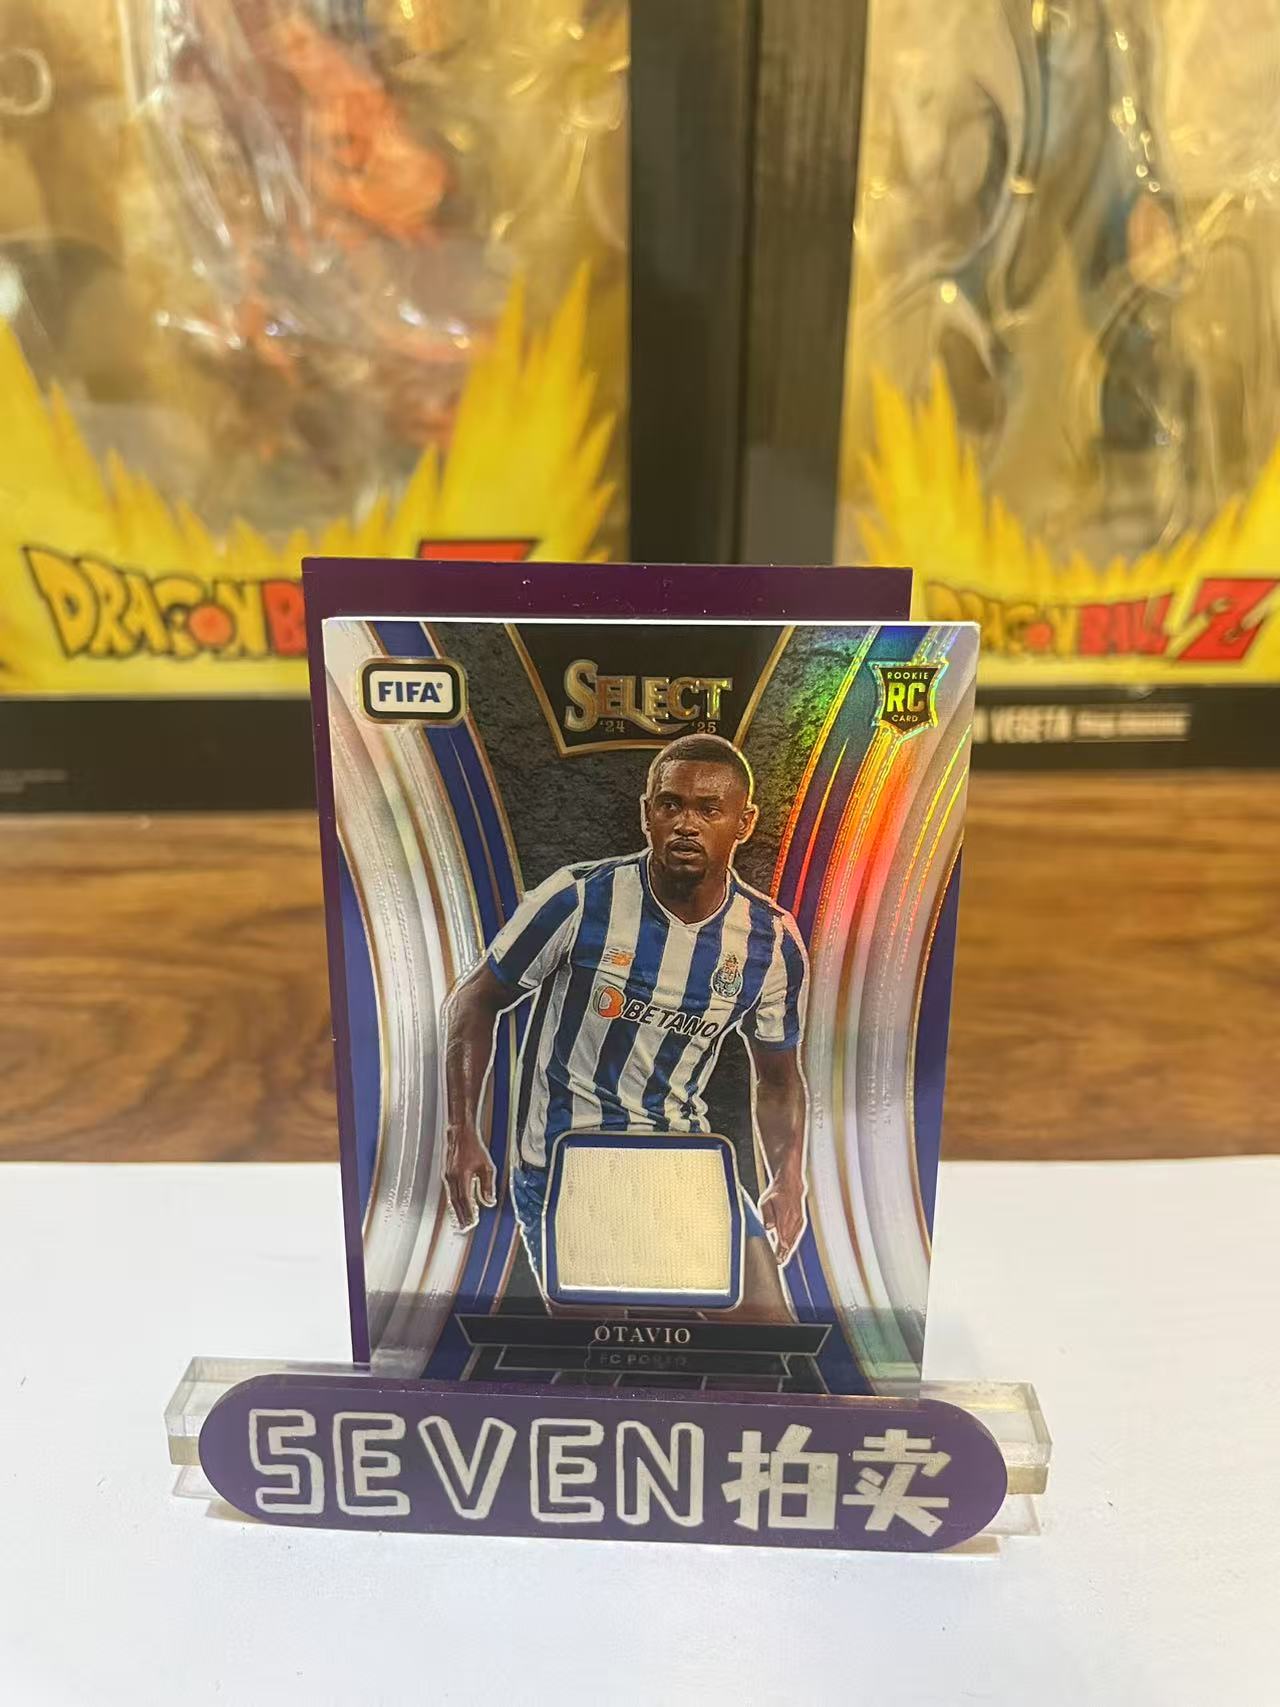 DRAGON B
DRAGON BALL Z
VEGETA
FIFA
SELECT
'24 '25
ROOKIE
RC
CARD
BETANO
OTAVIO
FC PORTO
SEVEN拍卖